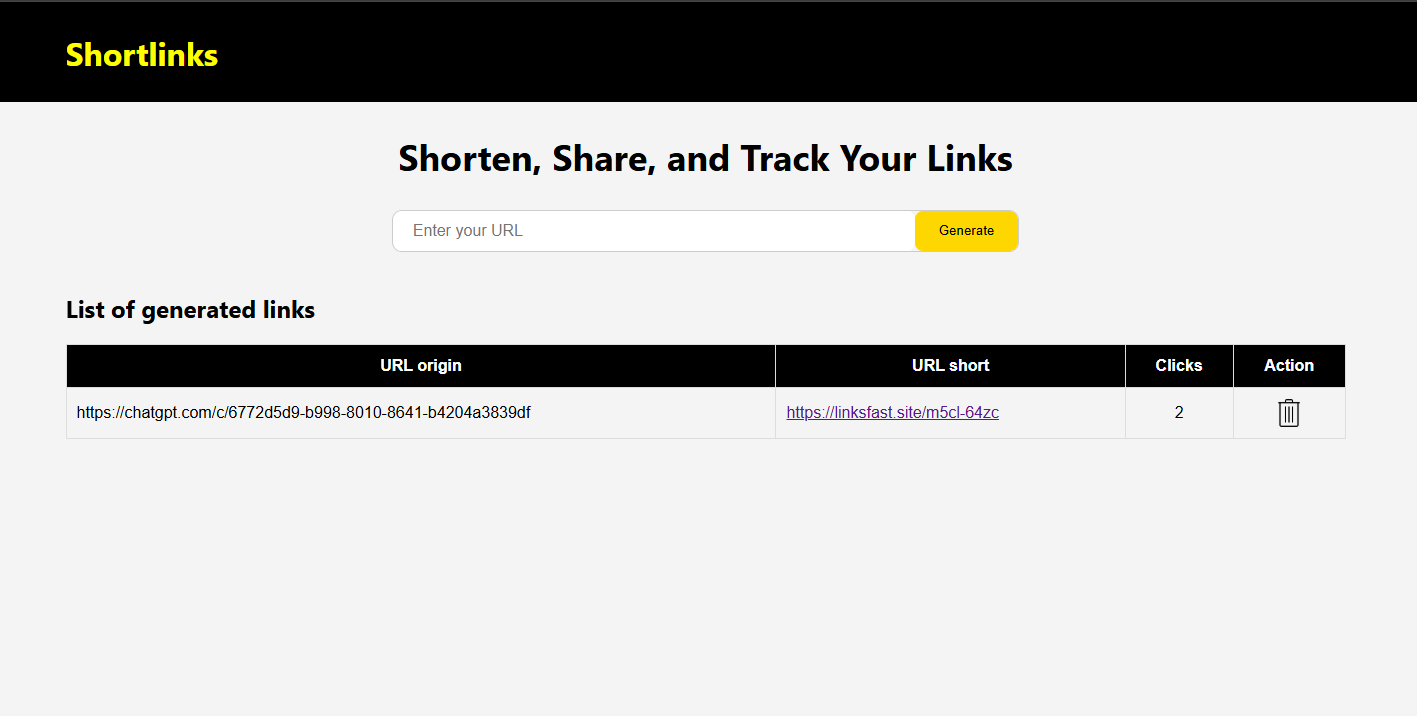 Shortlinks
Shorten, Share, and Track Your Links
Enter your URL
Generate
List of generated links
URL origin URL short Clicks Action
https://chatgpt.com/c/6772d5d9-b998-8010-8641-b4204a3839df https://linksfast.site/m5cl-64zc 2